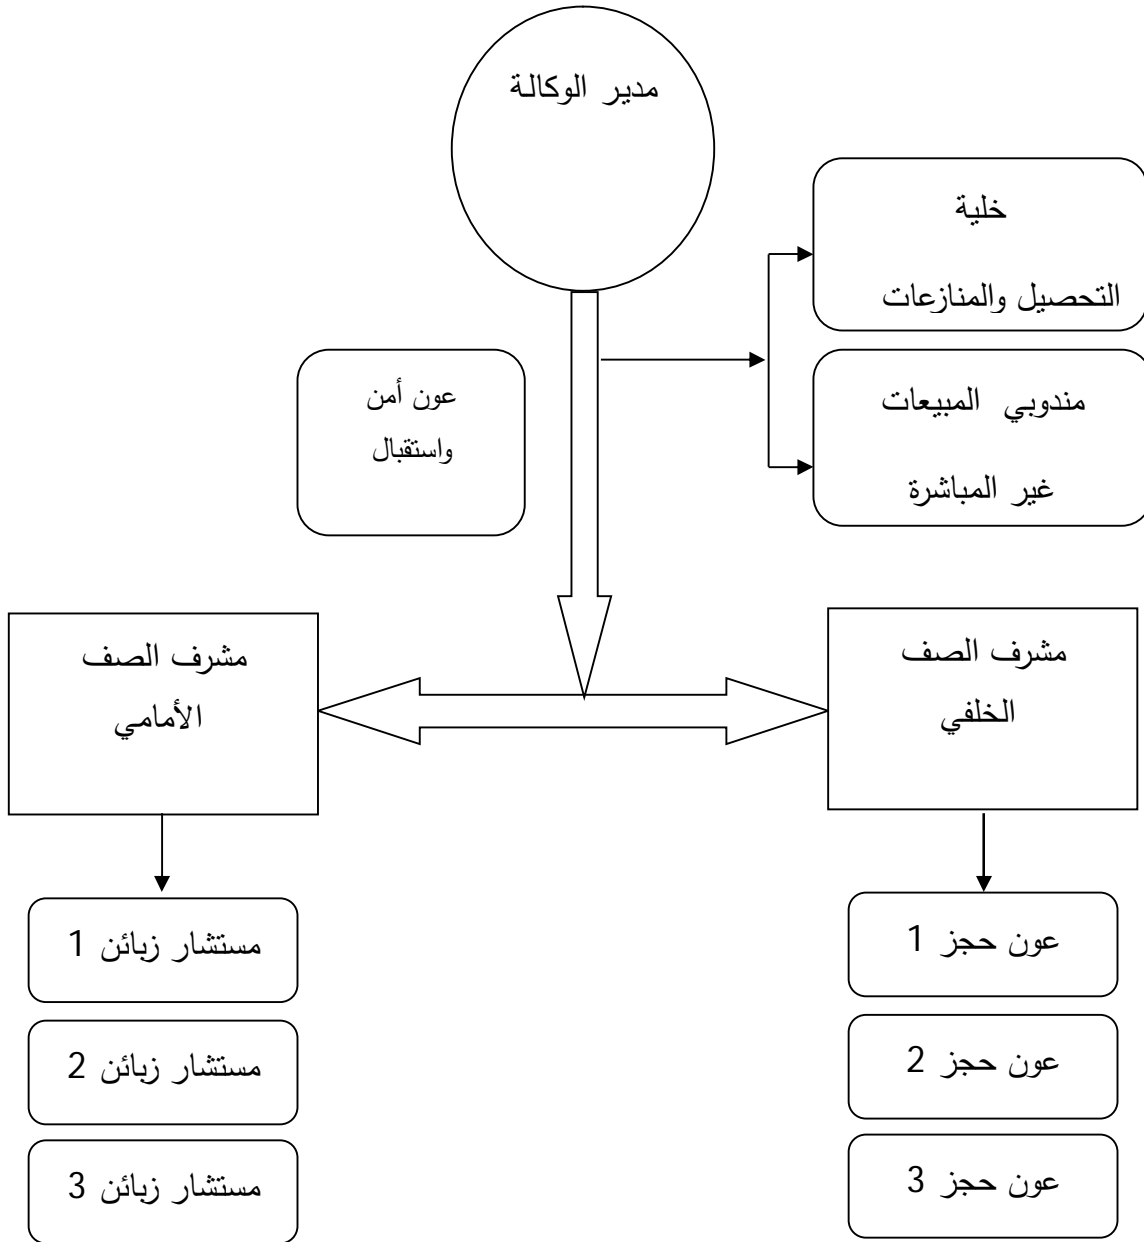 مدير الوكالة
خلية
التحصيل والمنازعات
مندوبي المبيعات
غير المباشرة
عون أمن
واستقبال
مشرف الصف
الخلفي
مشرف الصف
الأمامي
عون حجز 1
عون حجز 2
عون حجز 3
مستشار زبائن 1
مستشار زبائن 2
مستشار زبائن 3